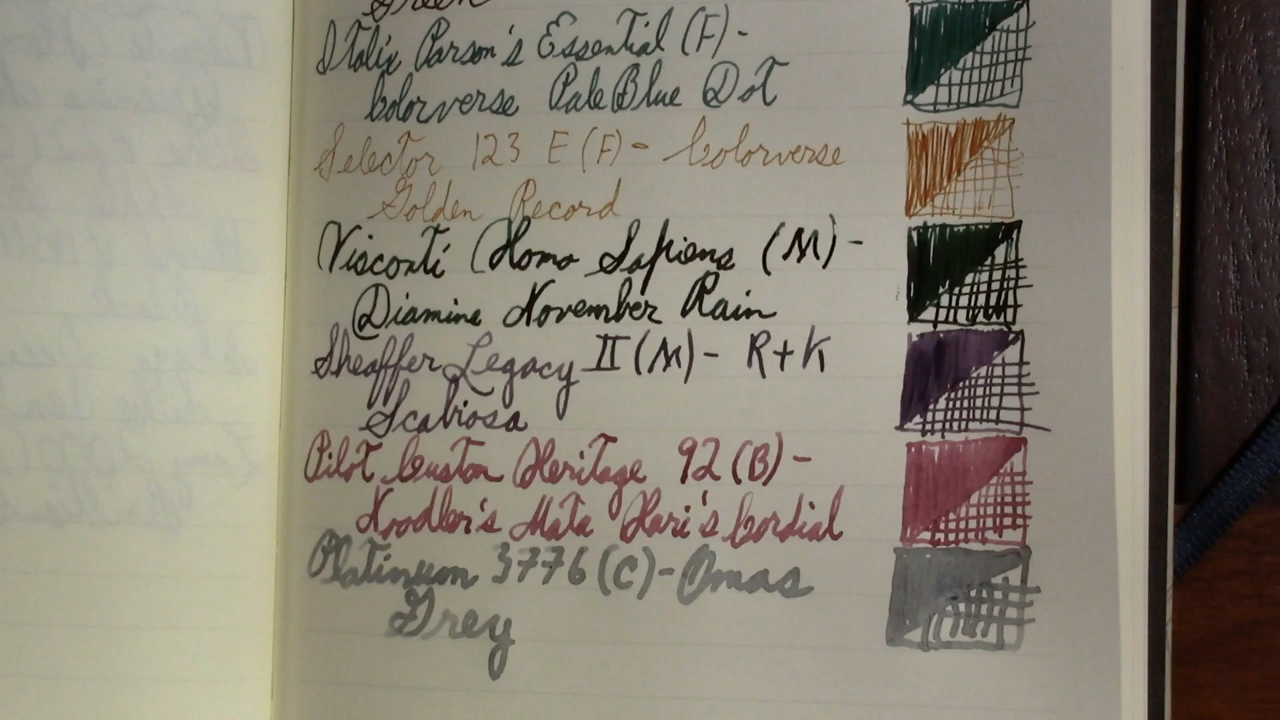 Green
Italix Parson's Essential (F) -
Colorverse Pale Blue Dot
Selector 123 E (F) - Colorverse
Golden Record
Visconti Homo Sapiens (M) -
Diamine November Rain
Sheaffer Legacy II (M) - R+K
Scabiosa
Pilot Custom Heritage 92 (B) -
Noodler's Mata Hari's Cordial
Platinum 3776 (C) - Omas
Grey